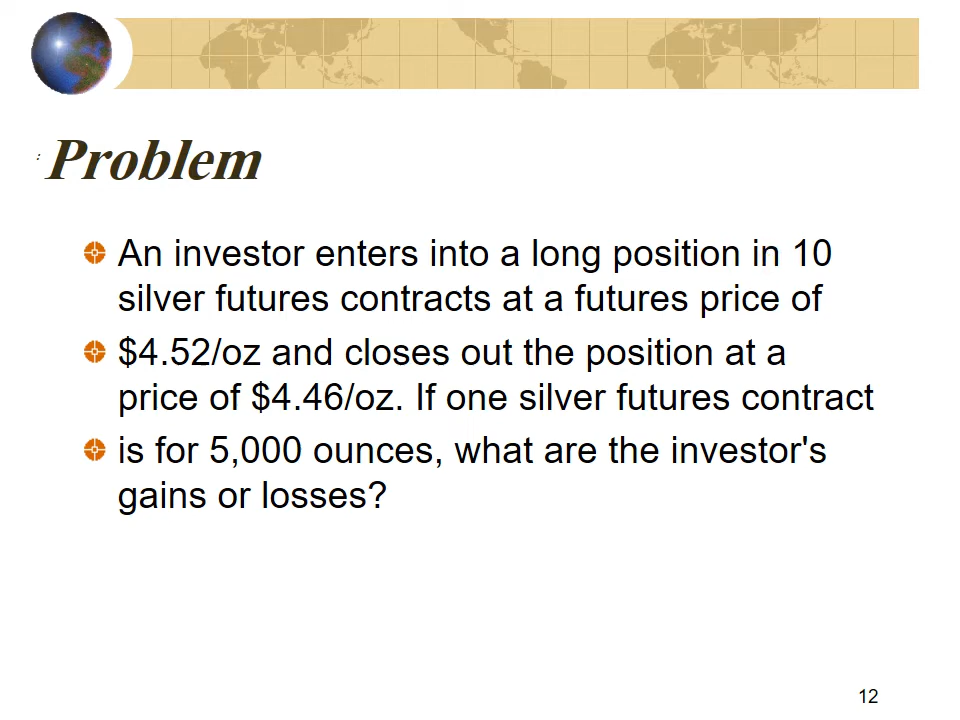 : Problem
An investor enters into a long position in 10
silver futures contracts at a futures price of
$4.52/oz and closes out the position at a
price of $4.46/oz. If one silver futures contract
is for 5,000 ounces, what are the investor's
gains or losses?
12